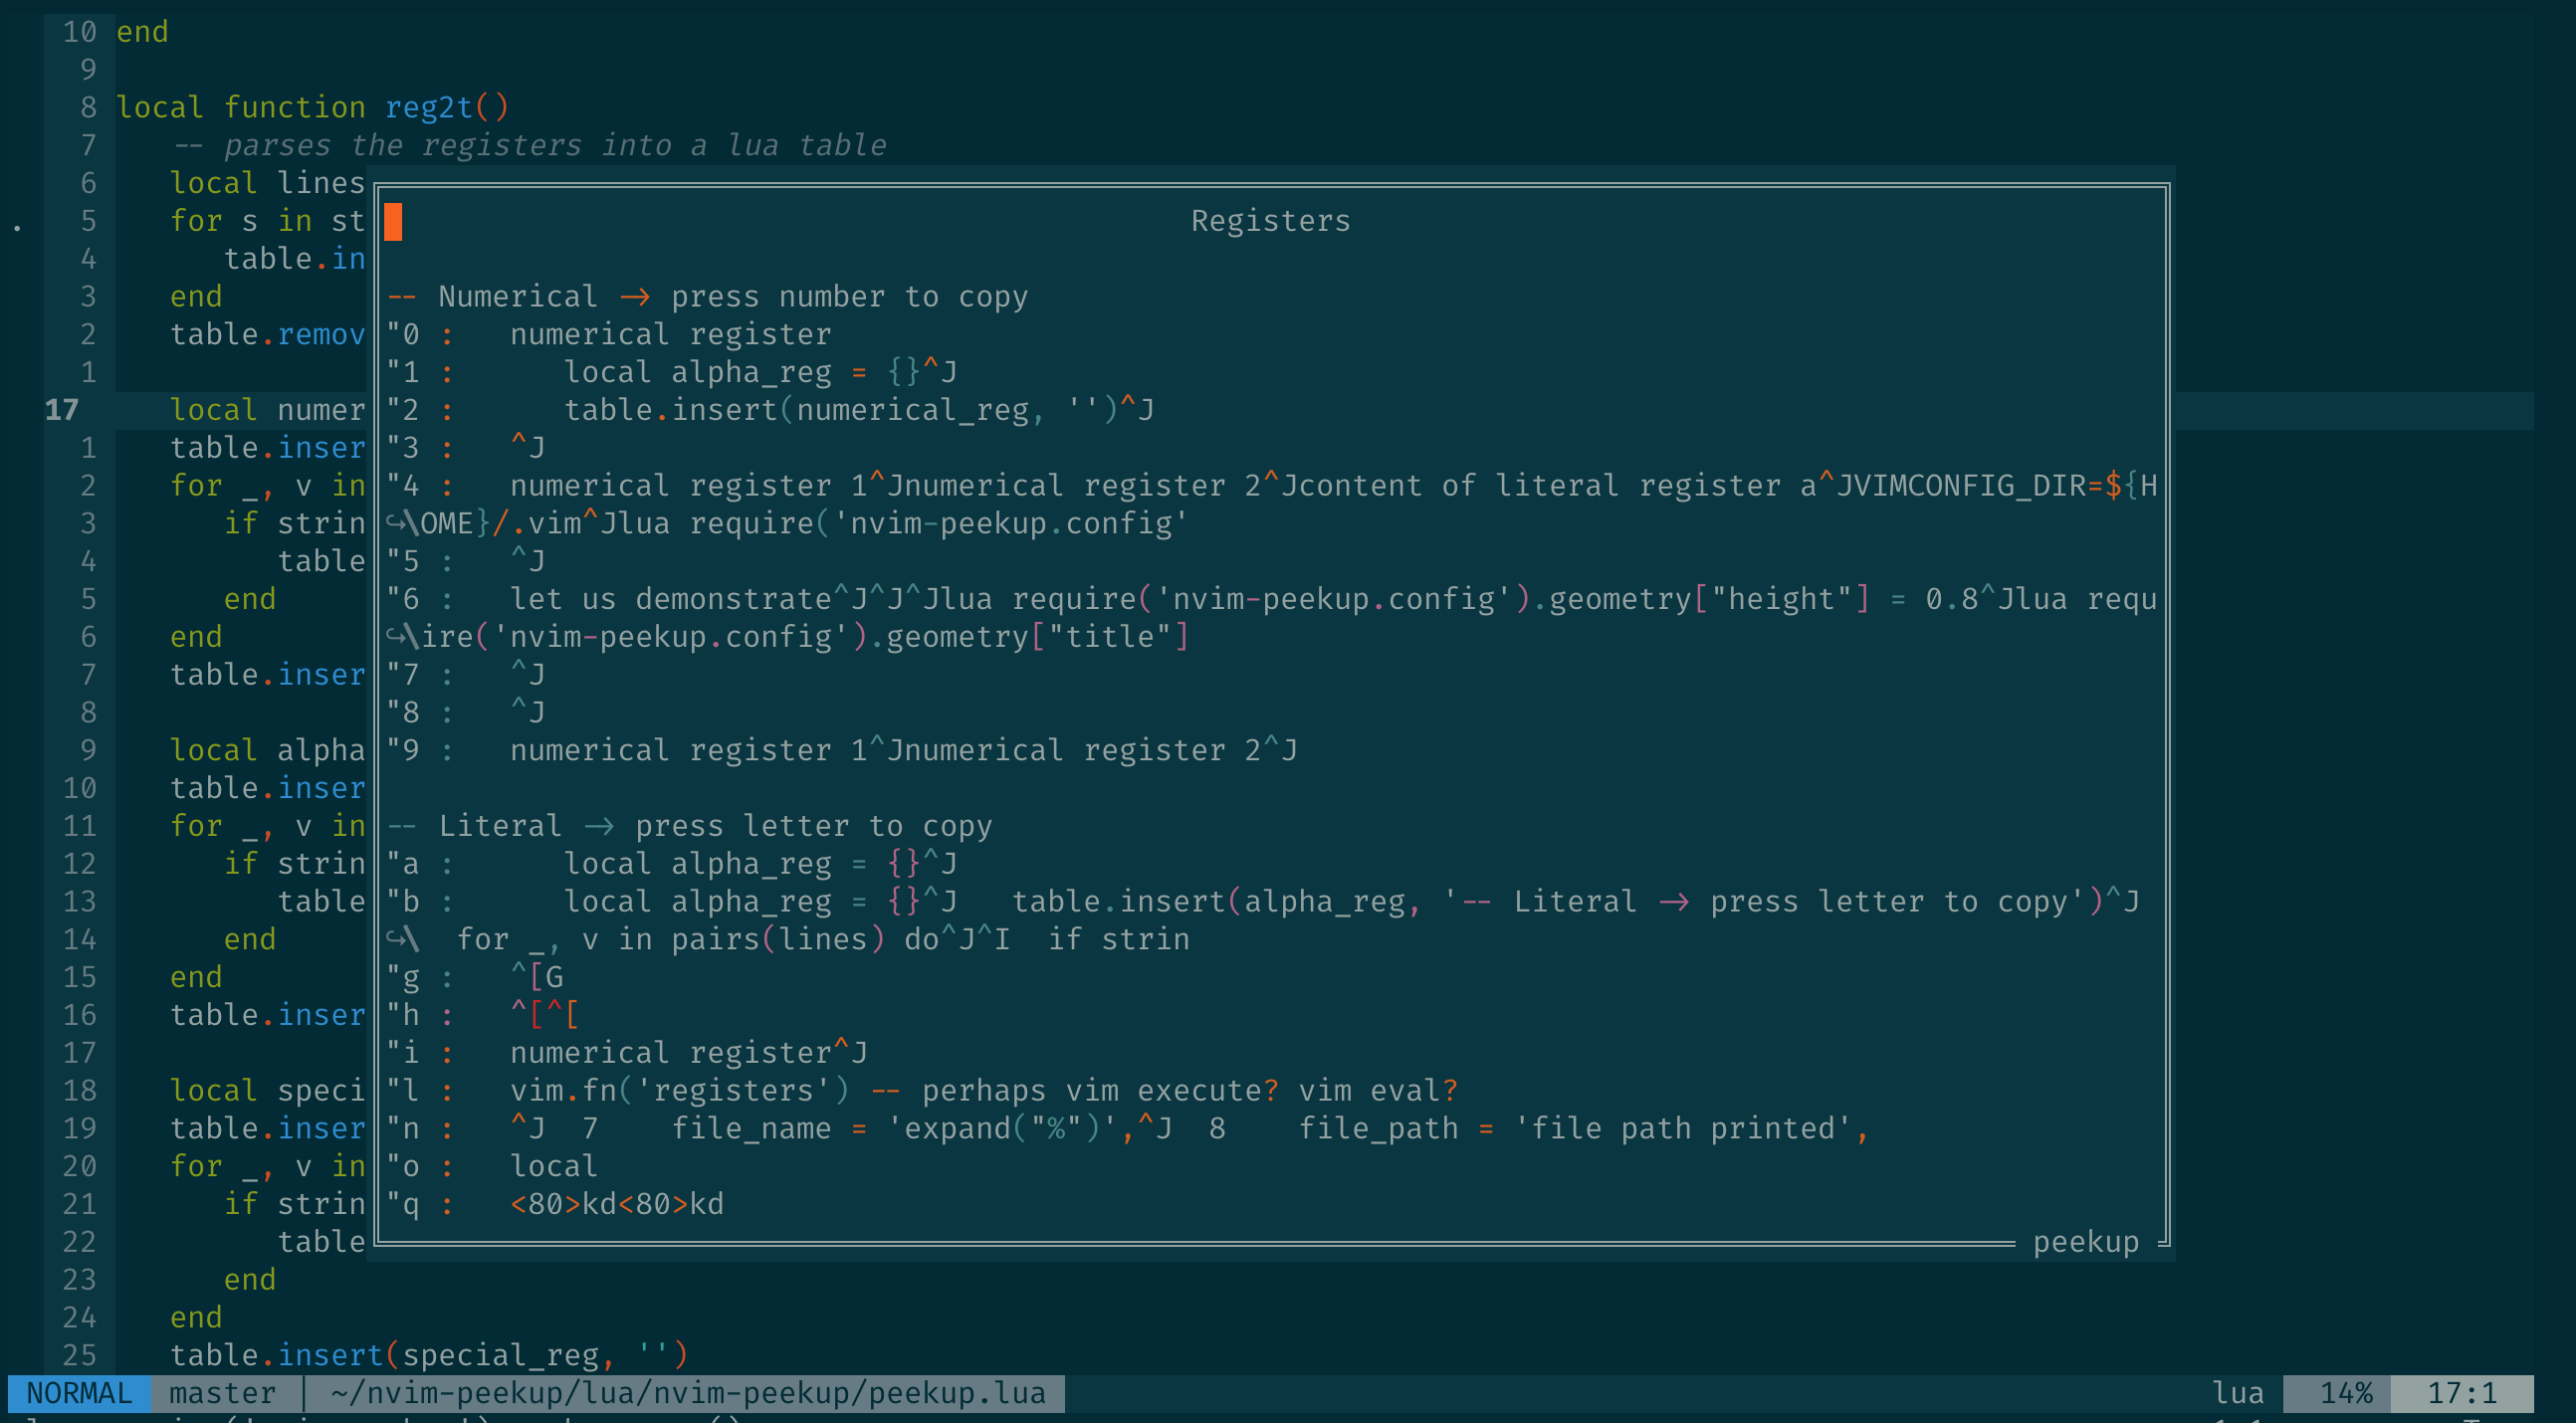 10 end
9
8 local function reg2t()
7 -- parses the registers into a lua table
6 local lines
. 5 for s in st
Registers
4 table.in
3 end
-- Numerical -> press number to copy
2 table.remov
"0 : numerical register
1
"1 : local alpha_reg = {}^J
17 local numer
"2 : table.insert(numerical_reg, '')^J
1 table.inser
"3 : ^J
2 for _, v in
"4 : numerical register 1^Jnumerical register 2^Jcontent of literal register a^JVIMCONFIG_DIR=${H
3 if strin
↪\OME}/.vim^Jlua require('nvim-peekup.config'
4 table
"5 : ^J
5 end
"6 : let us demonstrate^J^J^Jlua require('nvim-peekup.config').geometry["height"] = 0.8^Jlua requ
6 end
↪\ire('nvim-peekup.config').geometry["title"]
7 table.inser
"7 : ^J
8
"8 : ^J
9 local alpha
"9 : numerical register 1^Jnumerical register 2^J
10 table.inser
11 for _, v in
-- Literal -> press letter to copy
12 if strin
"a : local alpha_reg = {}^J
13 table
"b : local alpha_reg = {}^J table.insert(alpha_reg, '-- Literal -> press letter to copy')^J
14 end
↪\ for _, v in pairs(lines) do^J^I if strin
15 end
"g : ^[G
16 table.inser
"h : ^[^[
17
"i : numerical register^J
18 local speci
"l : vim.fn('registers') -- perhaps vim execute? vim eval?
19 table.inser
"n : ^J 7 file_name = 'expand("%")',^J 8 file_path = 'file path printed',
20 for _, v in
"o : local
21 if strin
"q : <80>kd<80>kd
22 table
peekup
23 end
24 end
25 table.insert(special_reg, '')
NORMAL master | ~/nvim-peekup/lua/nvim-peekup/peekup.lua lua 14% 17:1